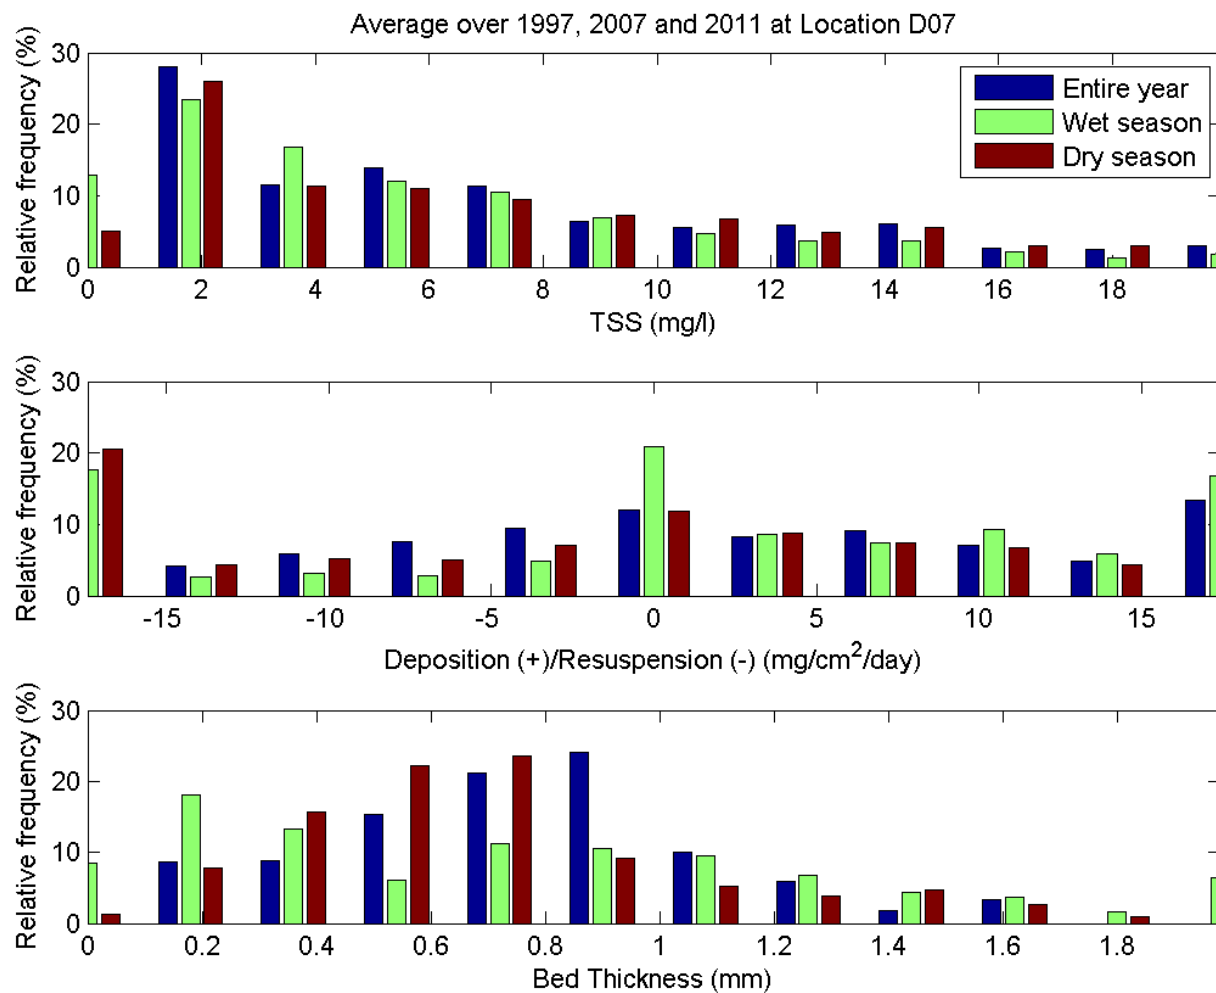 Average over 1997, 2007 and 2011 at Location D07
Relative frequency (%)
30
20
10
0
Entire year
Wet season
Dry season
0 2 4 6 8 10 12 14 16 18
TSS (mg/l)
Relative frequency (%)
30
20
10
0
-15 -10 -5 0 5 10 15
Deposition (+)/Resuspension (-) (mg/cm²/day)
Relative frequency (%)
30
20
10
0
0 0.2 0.4 0.6 0.8 1 1.2 1.4 1.6 1.8
Bed Thickness (mm)